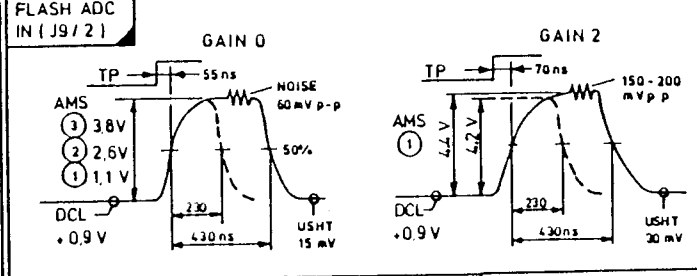 FLASH ADC
IN (J9/2)
GAIN 0
TP
55ns
NOISE
60mV p-p
AMS
3 3,8V
2 2,6V
1 1,1 V
50%
DCL
+0,9 V
230
430ns
USHT
15 mV
GAIN 2
TP
70ns
150-200
mV p p
AMS
1
4,4 V
4,2 V
DCL
+0,9 V
230
430ns
USHT
30 mV